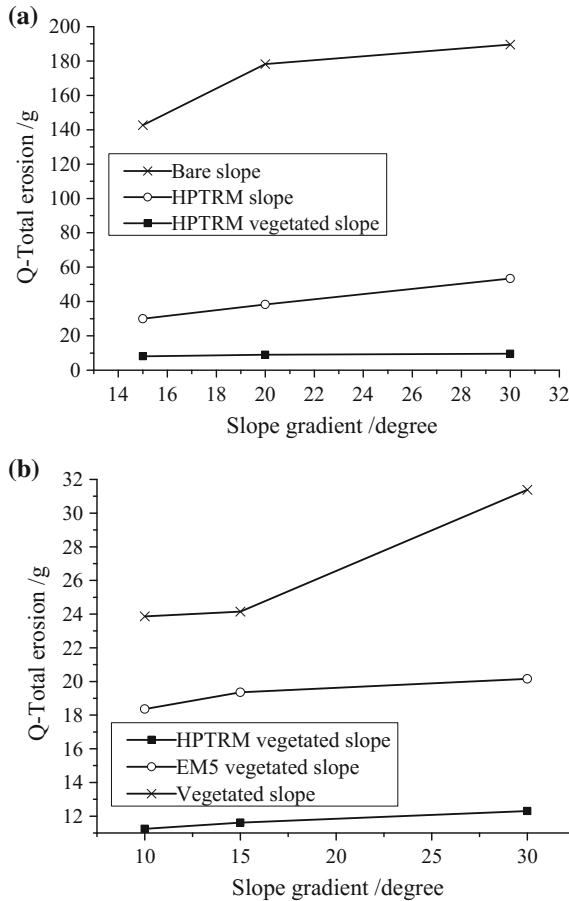 (a)
200
180
160
140
120
100
80
60
40
20
0
Q-Total erosion /g
Bare slope
HPTRM slope
HPTRM vegetated slope
14 16 18 20 22 24 26 28 30 32
Slope gradient /degree
(b)
32
30
28
26
24
22
20
18
16
14
12
Q-Total erosion /g
HPTRM vegetated slope
EM5 vegetated slope
Vegetated slope
10 15 20 25 30
Slope gradient /degree